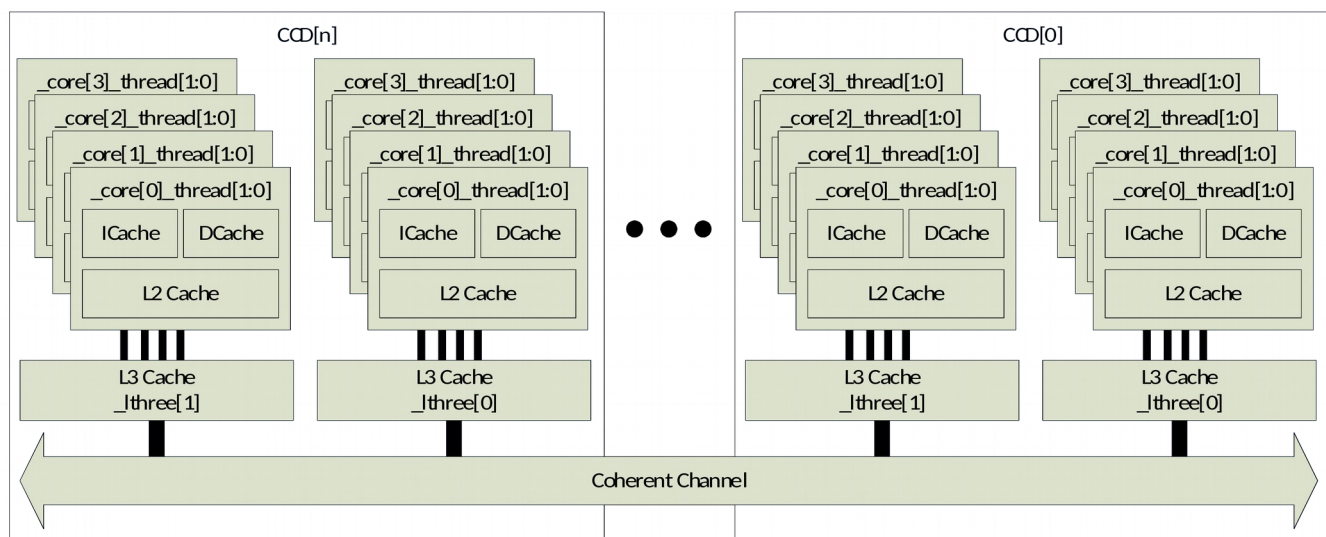 CCD[n]
_core[3]_thread[1:0]
_core[2]_thread[1:0]
_core[1]_thread[1:0]
_core[0]_thread[1:0]
ICache
DCache
L2 Cache
L3 Cache
_lthree[1]
_core[3]_thread[1:0]
_core[2]_thread[1:0]
_core[1]_thread[1:0]
_core[0]_thread[1:0]
ICache
DCache
L2 Cache
L3 Cache
_lthree[0]
CCD[0]
_core[3]_thread[1:0]
_core[2]_thread[1:0]
_core[1]_thread[1:0]
_core[0]_thread[1:0]
ICache
DCache
L2 Cache
L3 Cache
_lthree[1]
_core[3]_thread[1:0]
_core[2]_thread[1:0]
_core[1]_thread[1:0]
_core[0]_thread[1:0]
ICache
DCache
L2 Cache
L3 Cache
_lthree[0]
Coherent Channel